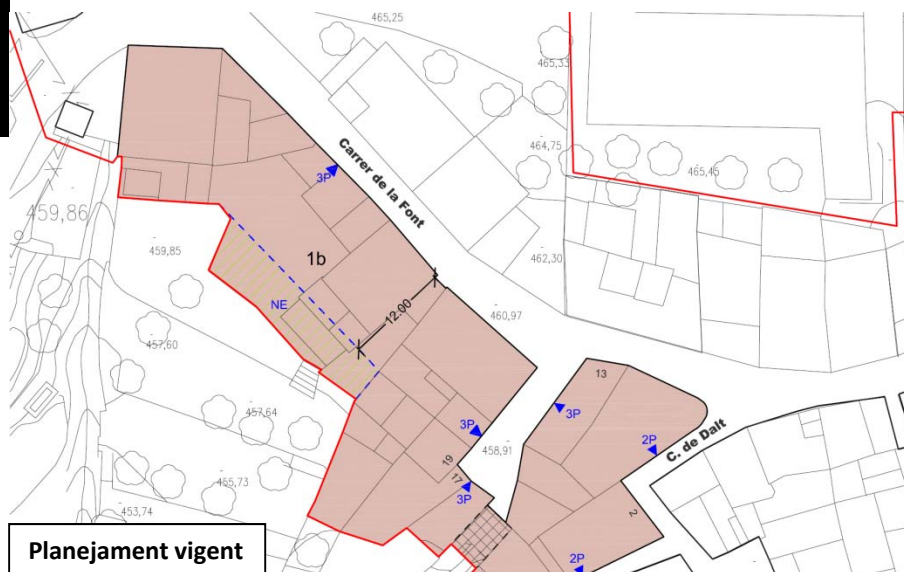 465,25
465,33
Carrer de la Font
464,75
3P
465,45
459,86
459,85
1b
462,30
NE
12.00
460,97
457,60
13
3P
457,64
3P
2P
C. de Dalt
458,91
19
17
455,73
3P
2
453,74
Planejament vigent
2P